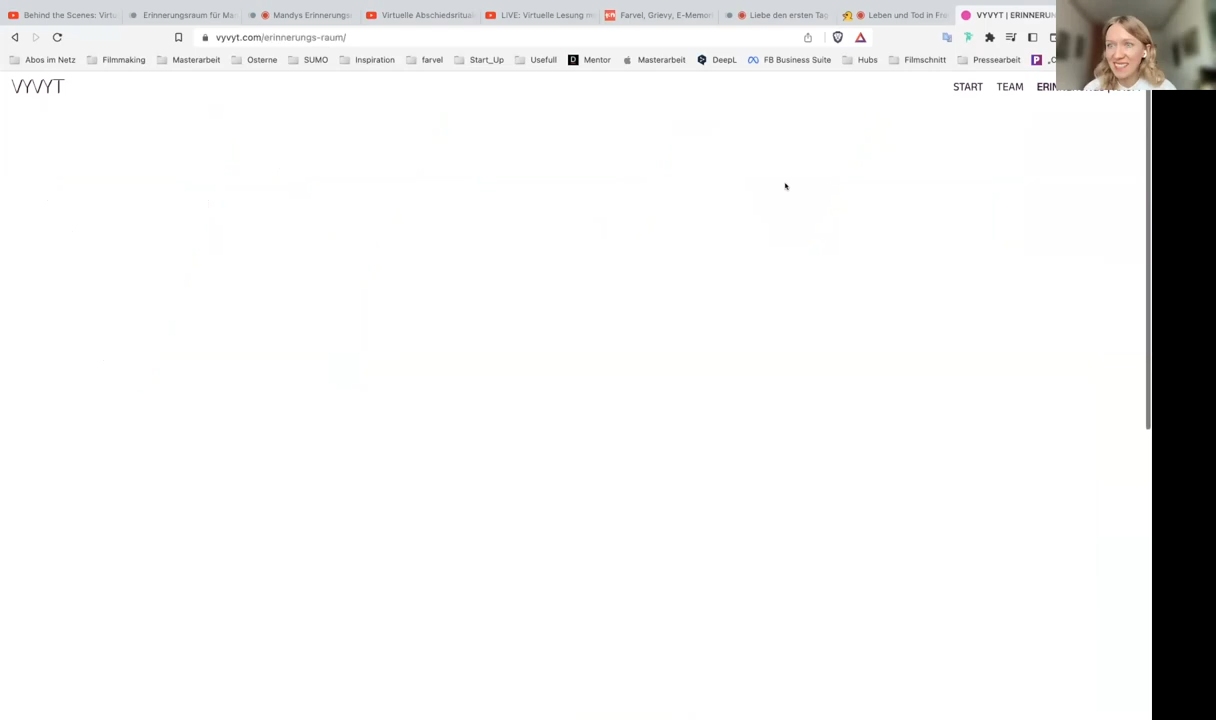 Behind the Scenes: Virtu
Erinnerungsraum für Ma
Mandys Erinnerungs
Virtuelle Abschiedsritua
LIVE: Virtuelle Lesung m
Farvel, Grievy, E-Memor
Liebe den ersten Tag
Leben und Tod in Fre
VYVYT | ERINNERUN
vyvyt.com/erinnerungs-raum/
Abos im Netz
Filmmaking
Masterarbeit
Osterne
SUMO
Inspiration
farvel
Start_Up
Usefull
Mentor
Masterarbeit
DeepL
FB Business Suite
Hubs
Filmschnitt
Pressearbeit
VYVYT
START
TEAM